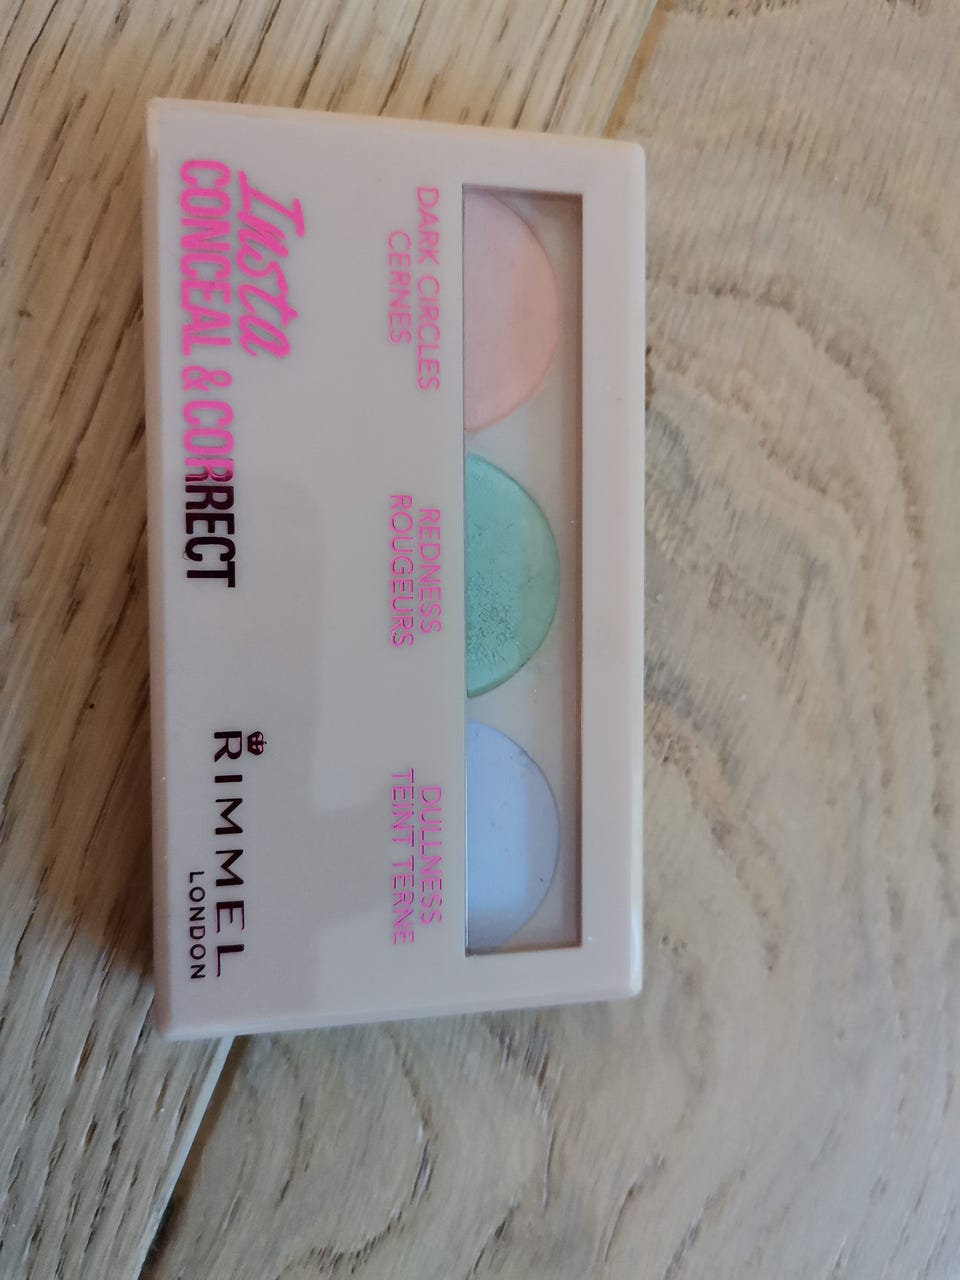 DARK CIRCLES
CERNES
REDNESS
ROUGEURS
DULLNESS
TEINT TERNE
Insta
CONCEAL & CORRECT
RIMMEL
LONDON